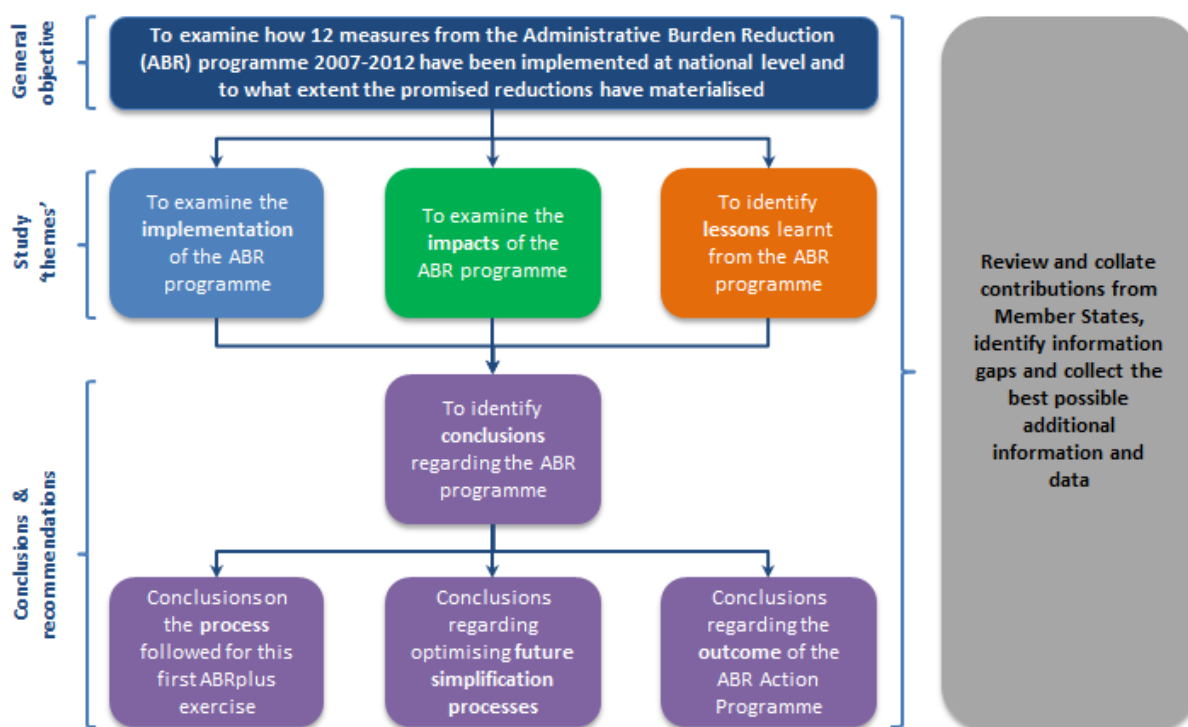 General
objective
To examine how 12 measures from the Administrative Burden Reduction
(ABR) programme 2007-2012 have been implemented at national level and
to what extent the promised reductions have materialised
Study
‘themes’
To examine the
implementation
of the ABR
programme
To examine the
impacts of the
ABR programme
To identify
lessons learnt
from the ABR
programme
Conclusions &
recommendations
To identify
conclusions
regarding the ABR
programme
Conclusions on
the process
followed for this
first ABRplus
exercise
Conclusions
regarding
optimising future
simplification
processes
Conclusions
regarding the
outcome of the
ABR Action
Programme
Review and collate
contributions from
Member States,
identify information
gaps and collect the
best possible
additional
information and
data